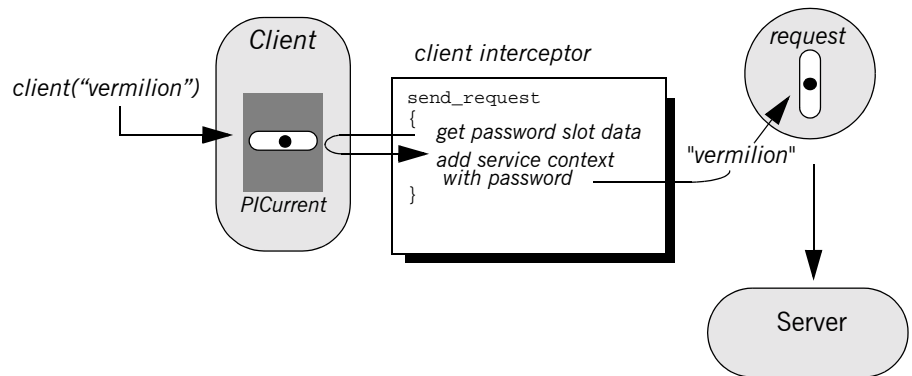 client(“vermilion”)
Client
PICurrent
client interceptor
send_request
{
get password slot data
add service context
with password
}
"vermilion"
request
Server